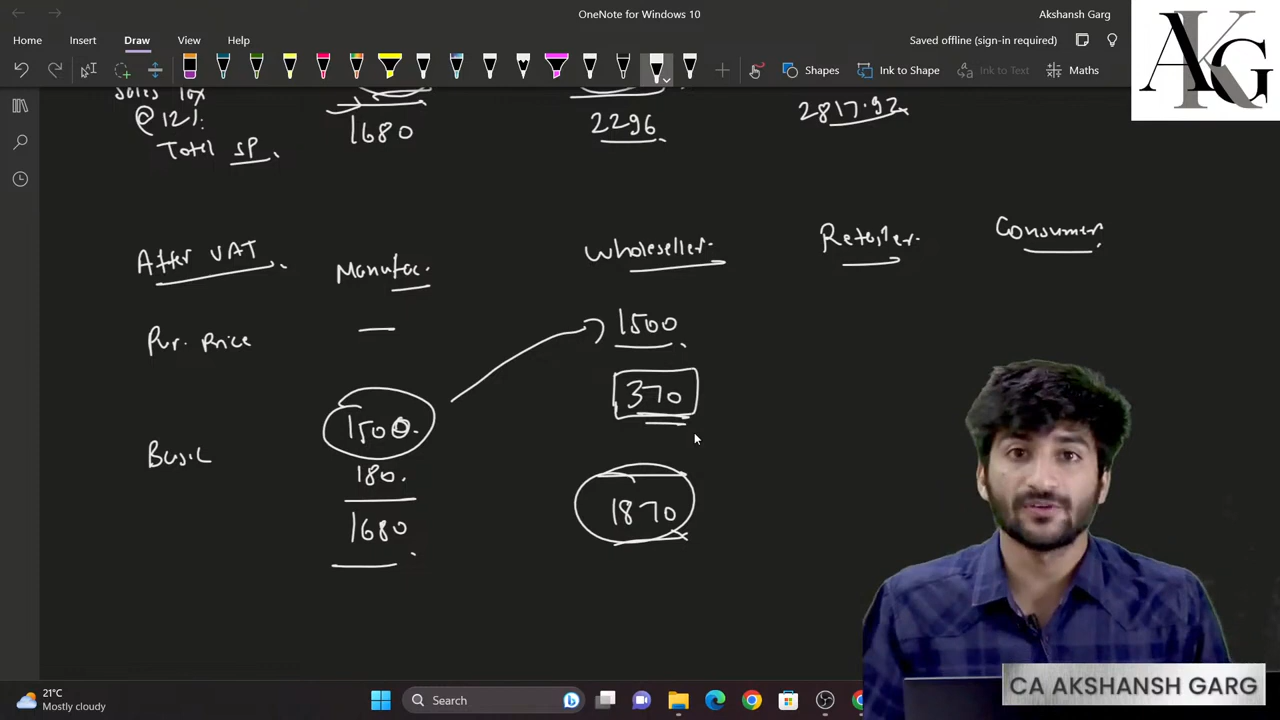 OneNote for Windows 10
Akshansh Garg
Home Insert Draw View Help
Saved offline (sign-in required)
Shapes Ink to Shape Ink to Text Maths
AKG
Sales Tax
@ 12%
Total SP.
1680
2296
2817.92
After VAT
Manufac.
Wholeseller.
Retailer.
Consumer.
Pur. Price
—
1500
370
Basic
1500.
180.
1680
1870
CA AKSHANSH GARG
21°C
Mostly cloudy
Search